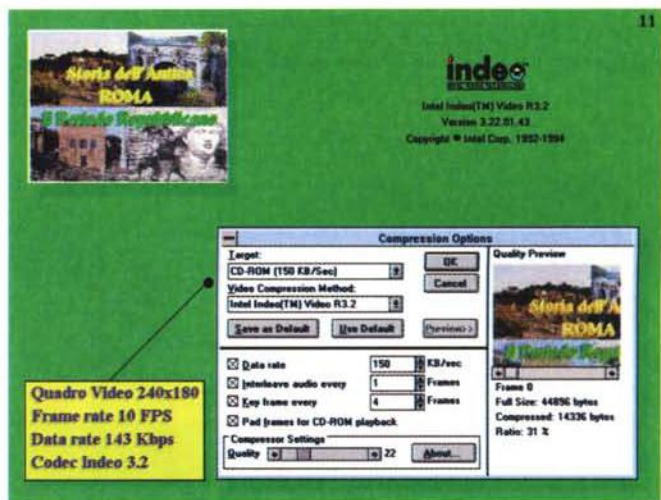 11
Storia dell'Antica
ROMA
Il Periodo Repubblicano
indeo
Intel Indeo(TM) Video R3.2
Version 3.22.01.43
Copyright © Intel Corp. 1992-1994
Compression Options
Target:
CD-ROM (150 KB/Sec)
OK
Video Compression Method:
Cancel
Intel Indeo(TM) Video R3.2
Save as Default
Use Default
Preview>>
Data rate 150 KB/sec
Interleave audio every 1 Frames
Key frame every 4 Frames
Pad frames for CD-ROM playback
Compressor Settings
Quality 22 About...
Quality Preview
Storia dell'A
ROMA
Frame 0
Full Size: 44896 bytes
Compressed: 14336 bytes
Ratio: 31 %
Quadro Video 240x180
Frame rate 10 FPS
Data rate 143 Kbps
Codec Indeo 3.2